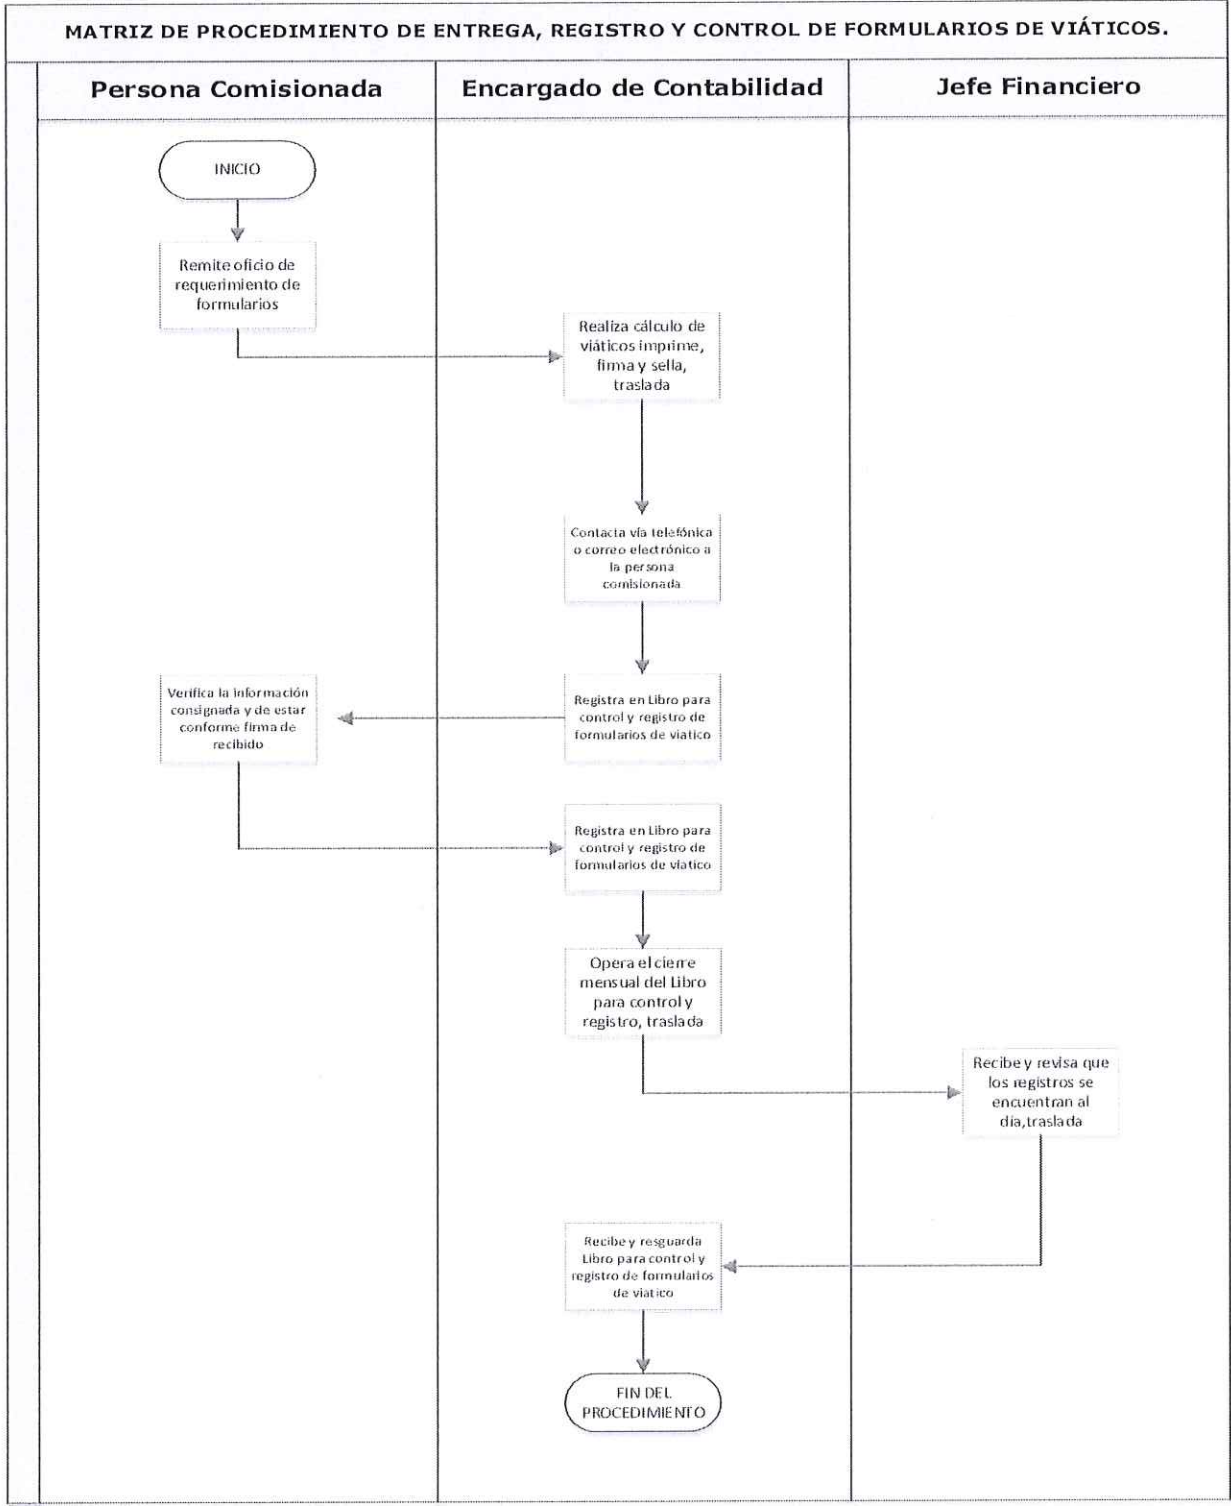 MATRIZ DE PROCEDIMIENTO DE ENTREGA, REGISTRO Y CONTROL DE FORMULARIOS DE VIÁTICOS.
Persona Comisionada
Encargado de Contabilidad
Jefe Financiero
INICIO
Remite oficio de
requerimiento de
formularios
Realiza cálculo de
viáticos imprime,
firma y sella,
traslada
Contacta vía telefónica
o correo electrónico a
la persona
comisionada
Registra en Libro para
control y registro de
formularios de viatico
Verifica la información
consignada y de estar
conforme firma de
recibido
Registra en Libro para
control y registro de
formularios de viatico
Opera el cierre
mensual del Libro
para control y
registro, traslada
Recibe y revisa que
los registros se
encuentran al
día,traslada
Recibe y resguarda
Libro para control y
registro de formularios
de viatico
FIN DEL
PROCEDIMIENTO